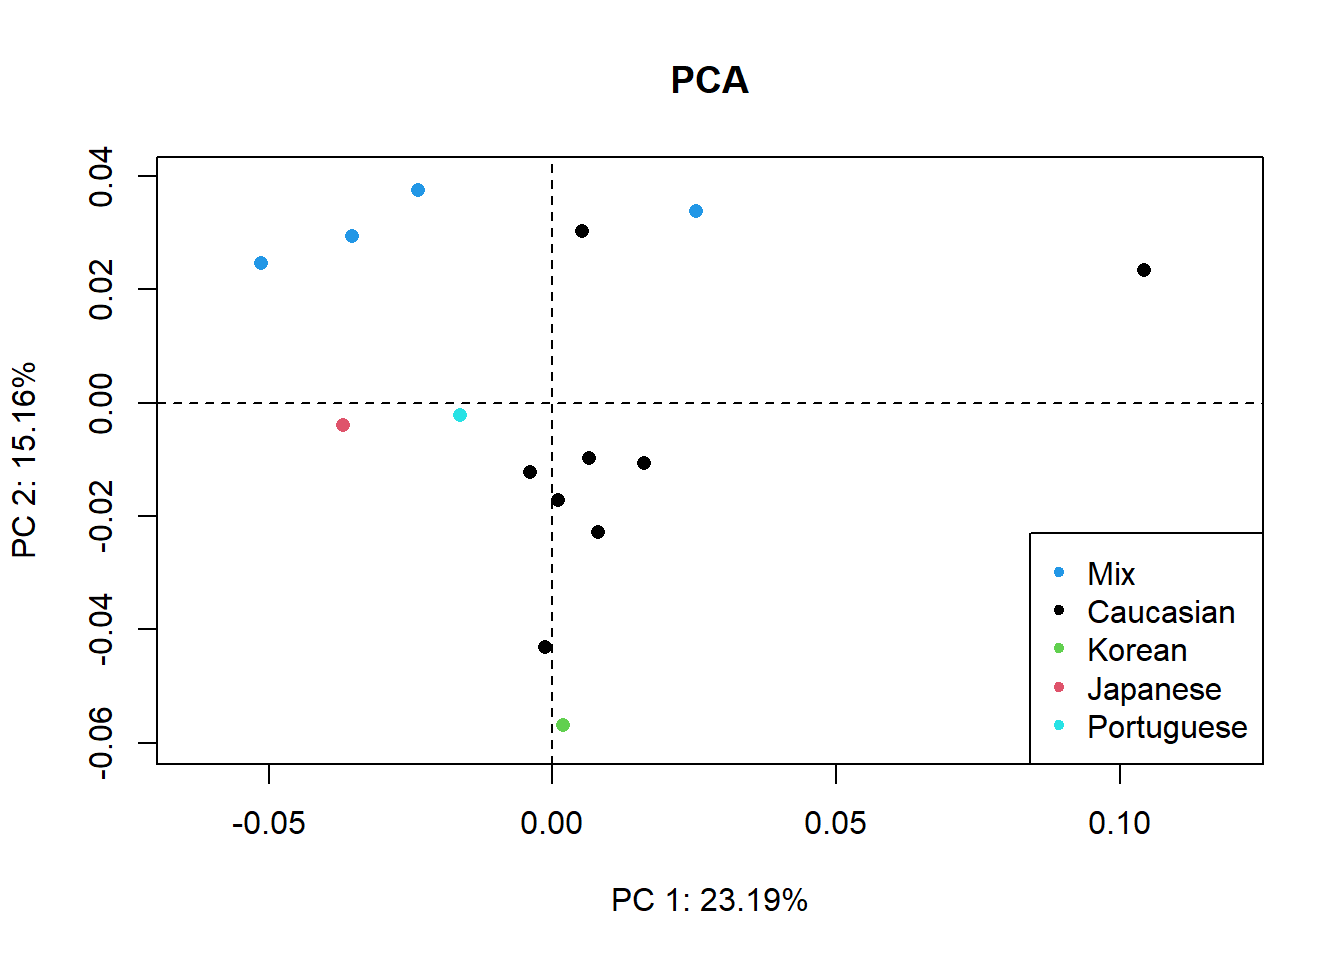 PCA
PC 2: 15.16%
0.04
0.02
0.00
-0.02
-0.04
-0.06
Mix
Caucasian
Korean
Japanese
Portuguese
-0.05
0.00
0.05
0.10
PC 1: 23.19%